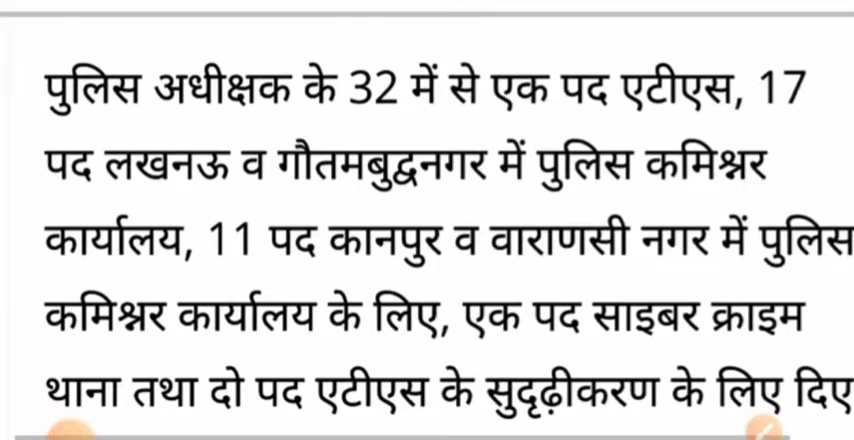 पुलिस अधीक्षक के 32 में से एक पद एटीएस, 17
पद लखनऊ व गौतमबुद्वनगर में पुलिस कमिश्नर
कार्यालय, 11 पद कानपुर व वाराणसी नगर में पुलिस
कमिश्नर कार्यालय के लिए, एक पद साइबर क्राइम
थाना तथा दो पद एटीएस के सुदृढ़ीकरण के लिए दिए